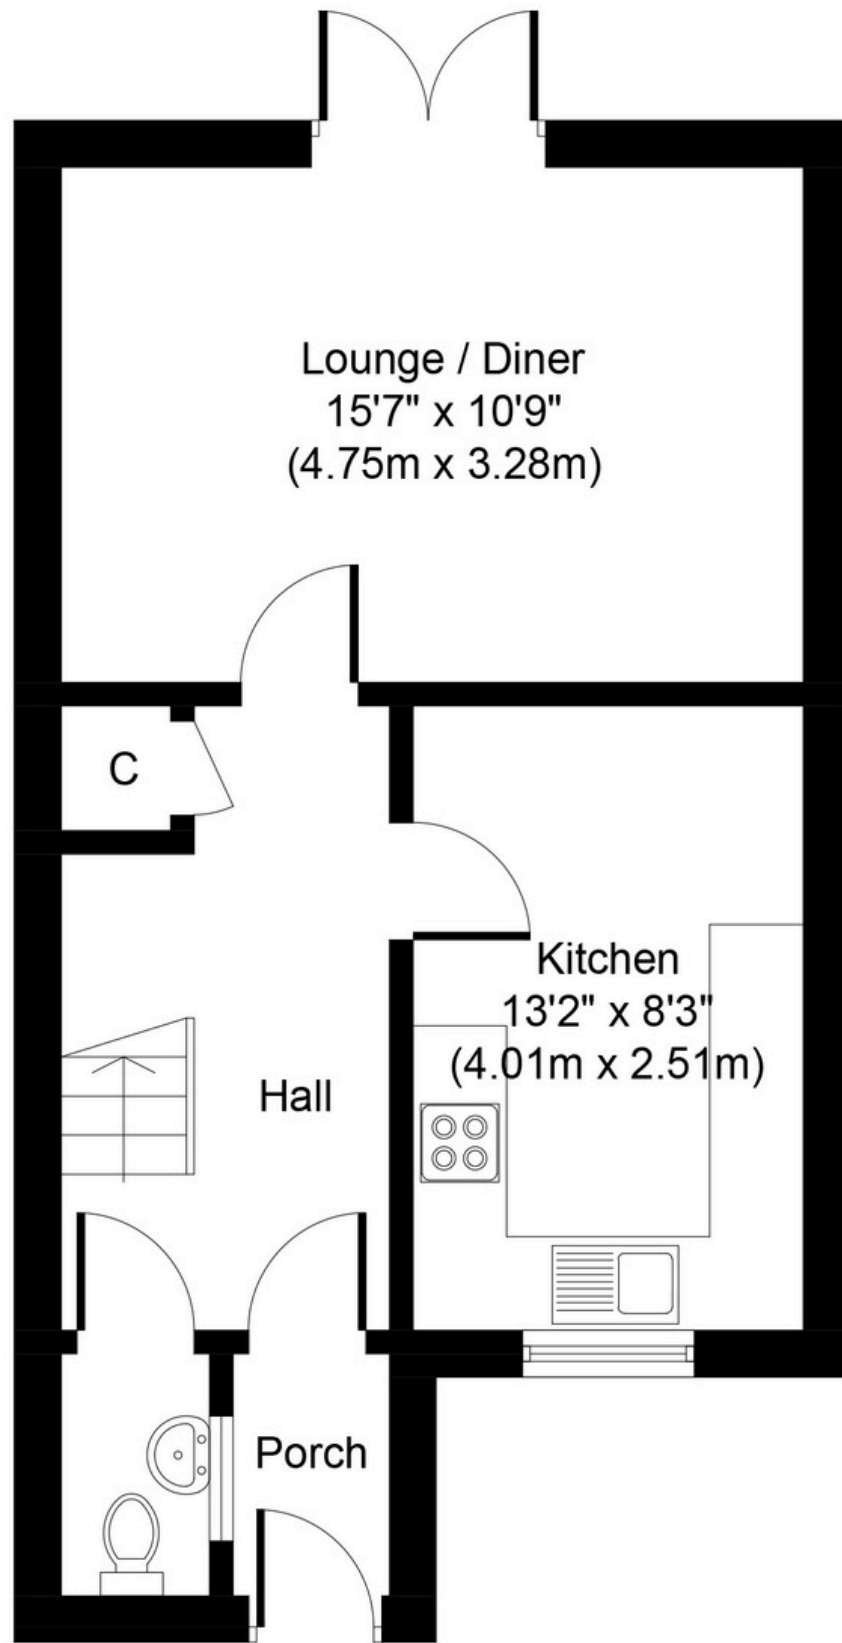 Lounge / Diner
15'7" x 10'9"
(4.75m x 3.28m)
C
Kitchen
13'2" x 8'3"
(4.01m x 2.51m)
Hall
Porch